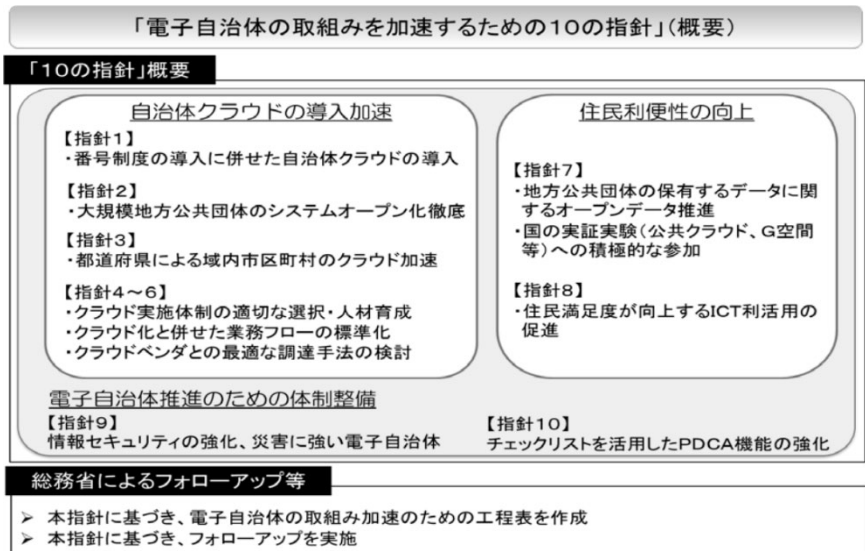 「電子自治体の取組みを加速するための10の指針」(概要)
「10の指針」概要
自治体クラウドの導入加速
【指針1】
・番号制度の導入に併せた自治体クラウドの導入
【指針2】
・大規模地方公共団体のシステムオープン化徹底
【指針3】
・都道府県による域内市区町村のクラウド加速
【指針4～6】
・クラウド実施体制の適切な選択・人材育成
・クラウド化と併せた業務フローの標準化
・クラウドベンダとの最適な調達手法の検討
住民利便性の向上
【指針7】
・地方公共団体の保有するデータに関
するオープンデータ推進
・国の実証実験(公共クラウド、G空間
等)への積極的な参加
【指針8】
・住民満足度が向上するICT利活用の
促進
電子自治体推進のための体制整備
【指針9】
情報セキュリティの強化、災害に強い電子自治体
【指針10】
チェックリストを活用したPDCA機能の強化
総務省によるフォローアップ等
➢ 本指針に基づき、電子自治体の取組み加速のための工程表を作成
➢ 本指針に基づき、フォローアップを実施